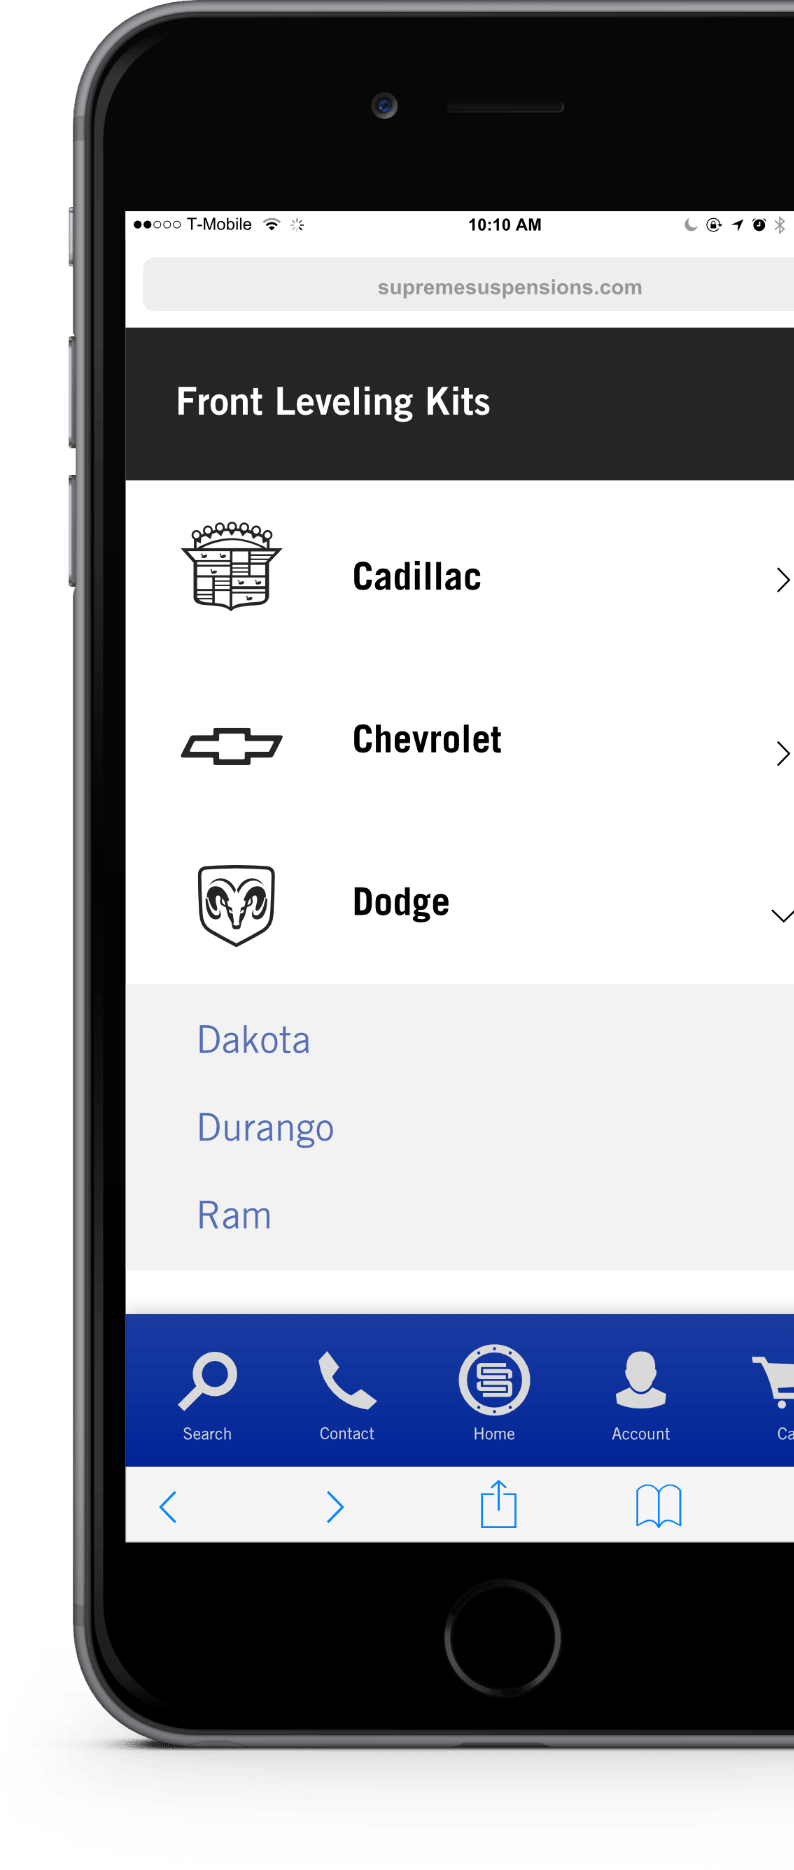 T-Mobile
10:10 AM
supremesuspensions.com
Front Leveling Kits
Cadillac
Chevrolet
Dodge
Dakota
Durango
Ram
Search Contact Home Account Ca